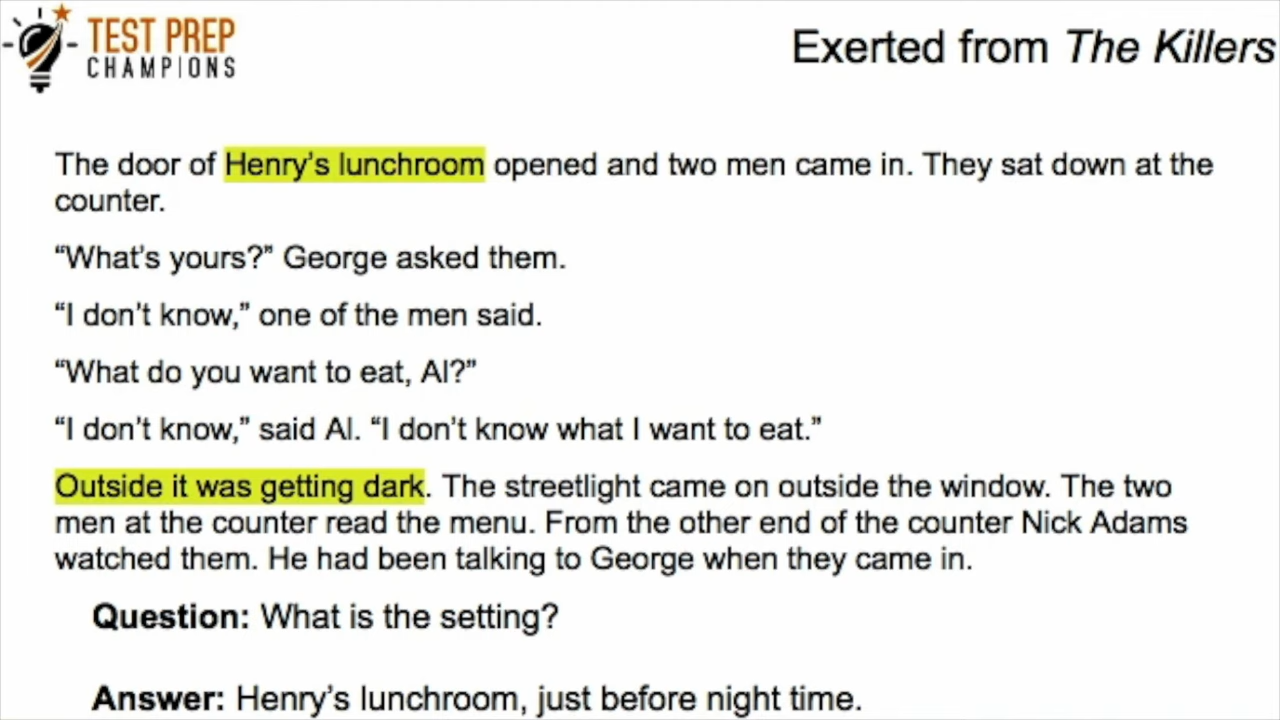 TEST PREP
CHAMPIONS
Exerted from The Killers
The door of Henry’s lunchroom opened and two men came in. They sat down at the
counter.
“What’s yours?” George asked them.
“I don’t know,” one of the men said.
“What do you want to eat, Al?”
“I don’t know,” said Al. “I don’t know what I want to eat.”
Outside it was getting dark. The streetlight came on outside the window. The two
men at the counter read the menu. From the other end of the counter Nick Adams
watched them. He had been talking to George when they came in.
Question: What is the setting?
Answer: Henry’s lunchroom, just before night time.